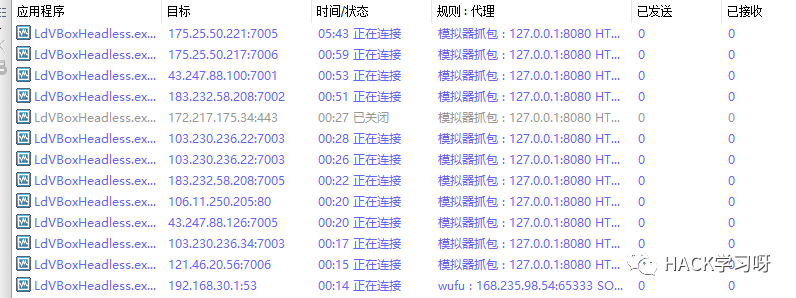 应用程序 目标 时间/状态 规则 : 代理 已发送 已接收
LdVBoxHeadless.ex... 175.25.50.221:7005 05:43 正在连接 模拟器抓包 : 127.0.0.1:8080 HT... 0 0
LdVBoxHeadless.ex... 175.25.50.217:7006 00:59 正在连接 模拟器抓包 : 127.0.0.1:8080 HT... 0 0
LdVBoxHeadless.ex... 43.247.88.100:7001 00:53 正在连接 模拟器抓包 : 127.0.0.1:8080 HT... 0 0
LdVBoxHeadless.ex... 183.232.58.208:7002 00:51 正在连接 模拟器抓包 : 127.0.0.1:8080 HT... 0 0
LdVBoxHeadless.ex... 172.217.175.34:443 00:27 已关闭 模拟器抓包 : 127.0.0.1:8080 HT... 0 0
LdVBoxHeadless.ex... 103.230.236.22:7003 00:28 正在连接 模拟器抓包 : 127.0.0.1:8080 HT... 0 0
LdVBoxHeadless.ex... 103.230.236.22:7003 00:26 正在连接 模拟器抓包 : 127.0.0.1:8080 HT... 0 0
LdVBoxHeadless.ex... 183.232.58.208:7005 00:22 正在连接 模拟器抓包 : 127.0.0.1:8080 HT... 0 0
LdVBoxHeadless.ex... 106.11.250.205:80 00:20 正在连接 模拟器抓包 : 127.0.0.1:8080 HT... 0 0
LdVBoxHeadless.ex... 43.247.88.126:7005 00:20 正在连接 模拟器抓包 : 127.0.0.1:8080 HT... 0 0
LdVBoxHeadless.ex... 103.230.236.34:7003 00:17 正在连接 模拟器抓包 : 127.0.0.1:8080 HT... 0 0
LdVBoxHeadless.ex... 121.46.20.56:7006 00:15 正在连接 模拟器抓包 : 127.0.0.1:8080 HT... 0 0
HACK学习呀
LdVBoxHeadless.ex... 192.168.30.1:53 00:14 正在连接 wufu : 168.235.98.54:65333 SO... 0 0